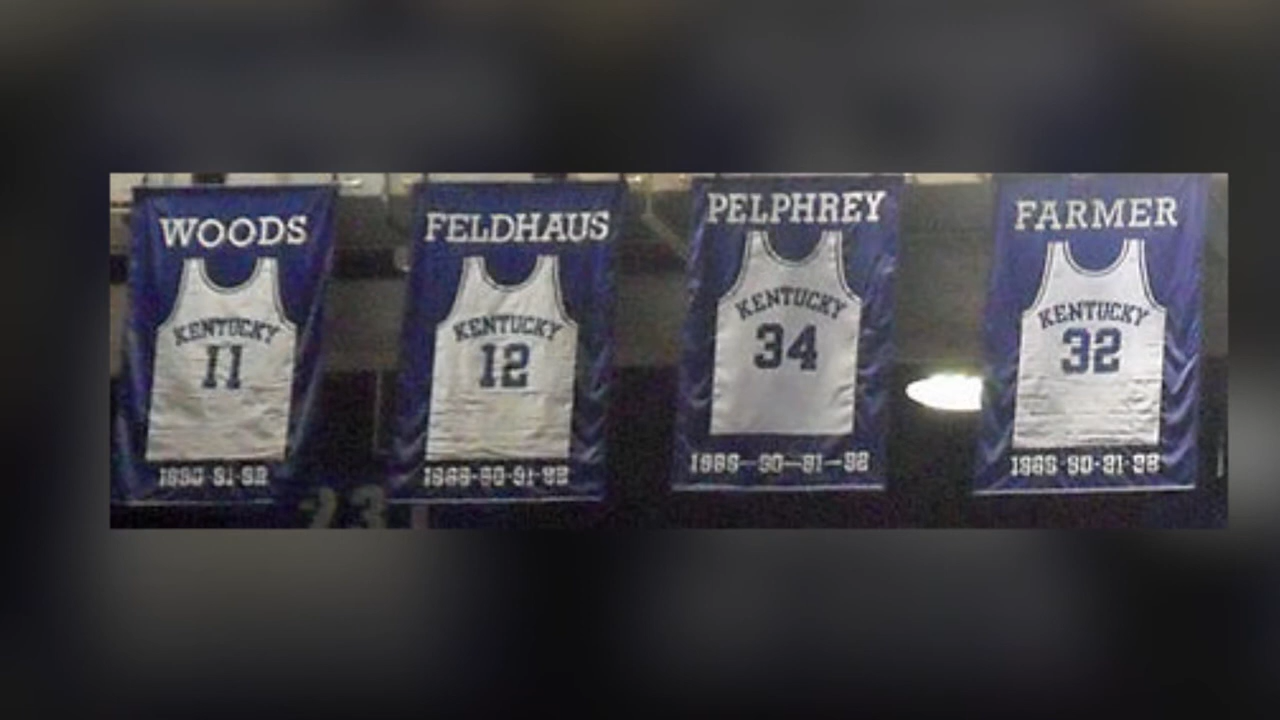 WOODS
KENTUCKY
11
1990-91-92
FELDHAUS
KENTUCKY
12
1989-90-91-92
PELPHREY
KENTUCKY
34
1989-90-91-92
FARMER
KENTUCKY
32
1989-90-91-92
23